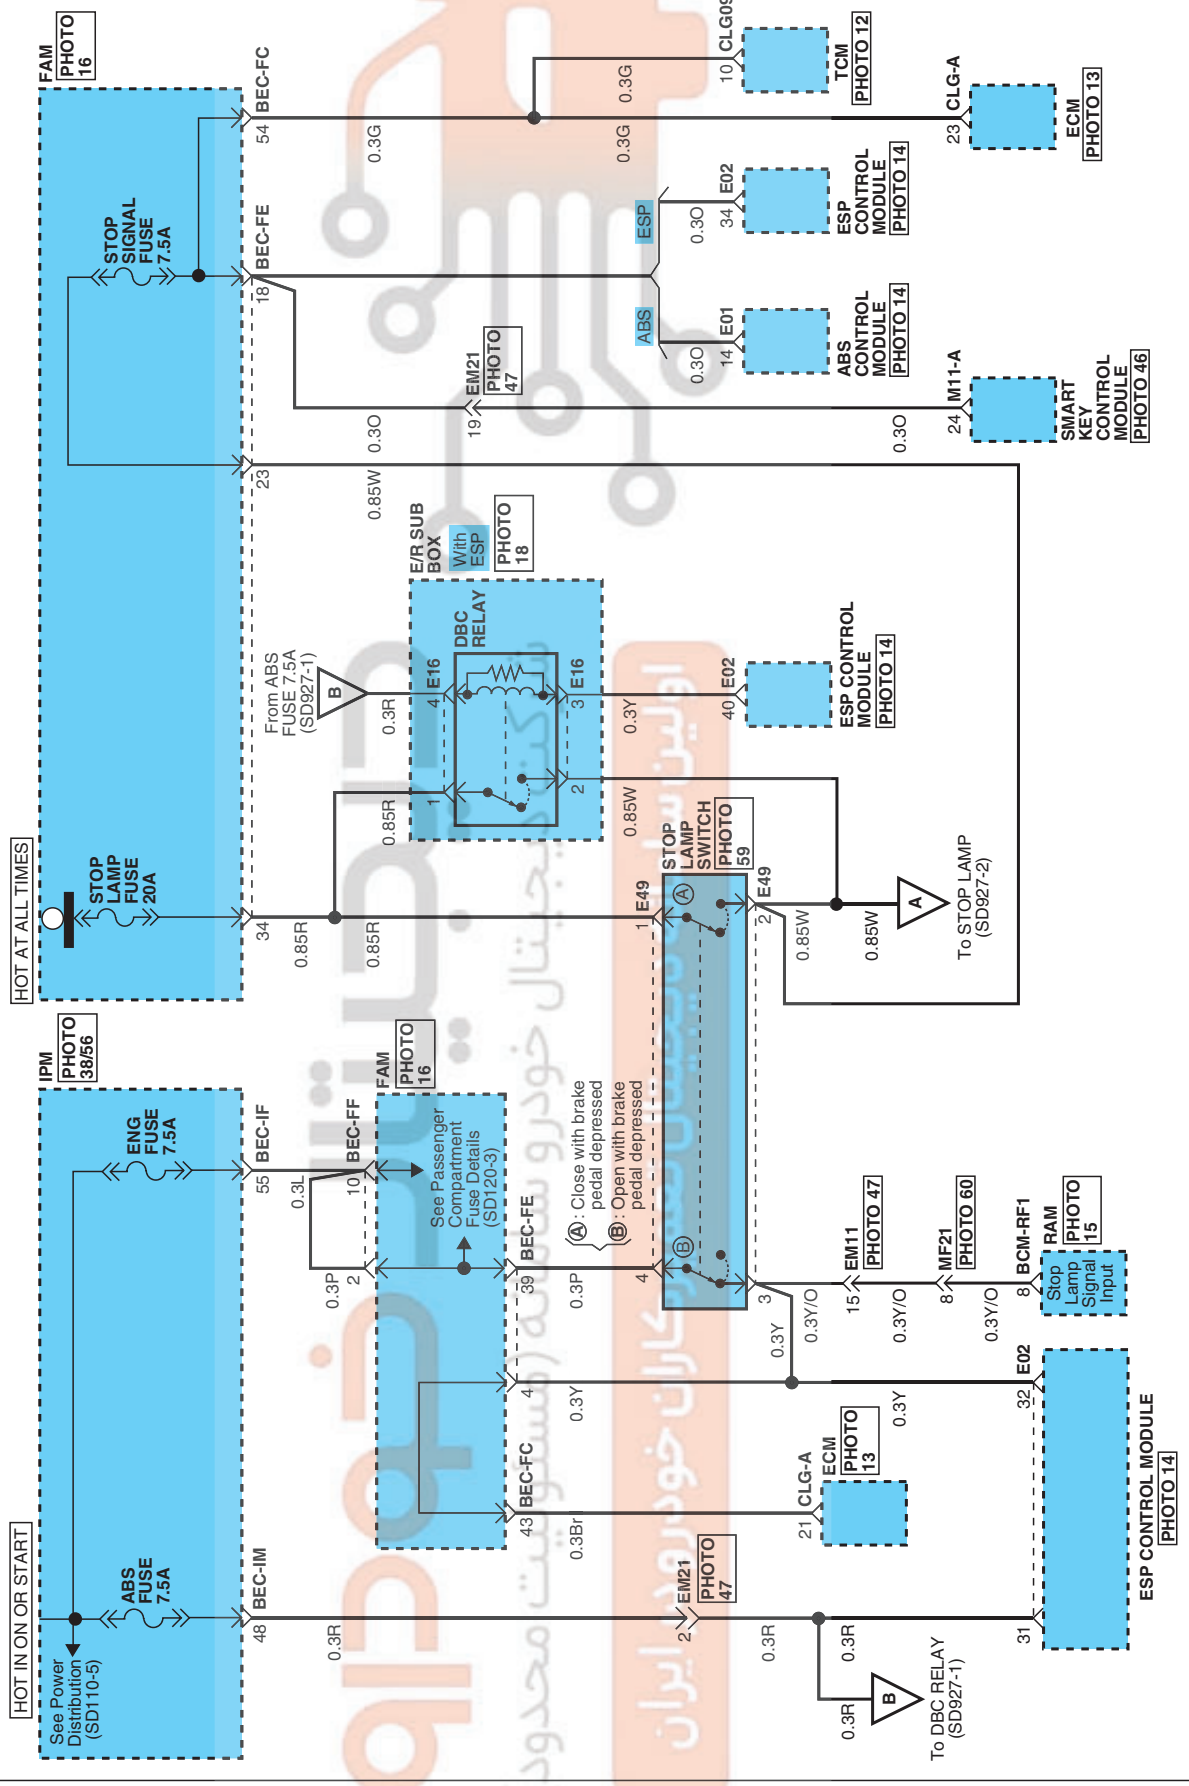 HOT IN ON OR START
See Power
Distribution
(SD110-5)
ABS
FUSE
7.5A
ENG
FUSE
7.5A
IPM
PHOTO
38/56
48
BEC-IM
55
BEC-IF
0.3R
0.3L
0.3P
2
10
BEC-FF
FAM
PHOTO
16
See Passenger
Compartment
Fuse Details
(SD120-3)
43
BEC-FC
4
39
BEC-FE
0.3Br
0.3Y
0.3P
A : Close with brake
pedal depressed
B : Open with brake
pedal depressed
2
EM21
PHOTO
47
0.3R
0.3R
0.3R
B
To DBC RELAY
(SD927-1)
21
CLG-A
ECM
PHOTO
13
4
B
3
0.3Y
0.3Y/O
0.3Y
15
EM11
PHOTO 47
0.3Y/O
8
MF21
PHOTO 60
0.3Y/O
8
BCM-RF1
RAM
PHOTO
15
Stop
Lamp
Signal
Input
31
32
E02
ESP CONTROL MODULE
PHOTO 14
HOT AT ALL TIMES
STOP
LAMP
FUSE
20A
STOP
SIGNAL
FUSE
7.5A
FAM
PHOTO
16
34
23
18
BEC-FE
54
BEC-FC
0.85R
0.85R
0.85R
From ABS
FUSE 7.5A
(SD927-1)
B
0.3R
1
4
E16
DBC
RELAY
E/R SUB
BOX
With
ESP
PHOTO
18
2
3
E16
0.85W
0.3Y
40
E02
ESP CONTROL
MODULE
PHOTO 14
1
E49
A
STOP
LAMP
SWITCH
PHOTO
59
2
E49
0.85W
0.85W
A
To STOP LAMP
(SD927-2)
0.85W
0.3O
0.3G
19
EM21
PHOTO
47
0.3O
24
M11-A
SMART
KEY
CONTROL
MODULE
PHOTO 46
ABS
ESP
0.3O
14
E01
ABS
CONTROL
MODULE
PHOTO 14
0.3O
34
E02
ESP
CONTROL
MODULE
PHOTO 14
0.3G
0.3G
10
CLG09
TCM
PHOTO 12
23
CLG-A
ECM
PHOTO 13